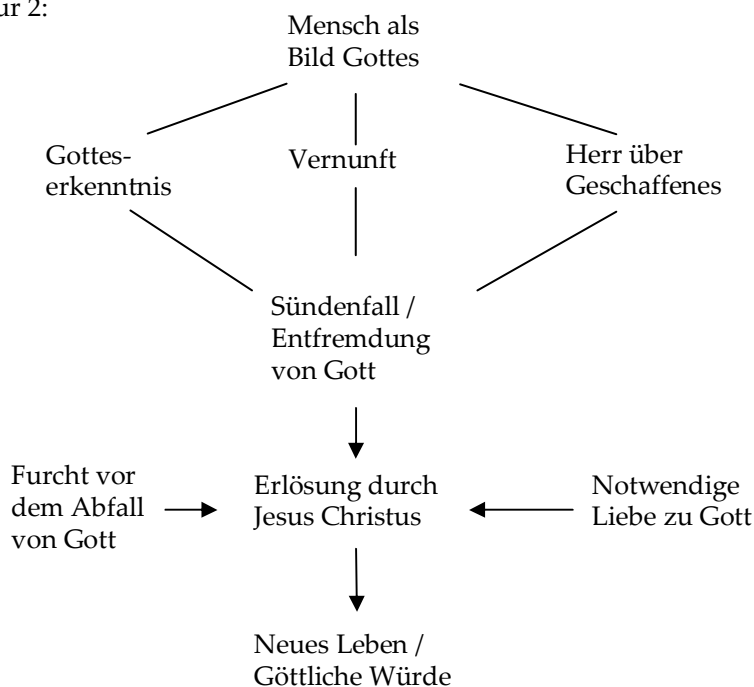 ur 2:
Mensch als
Bild Gottes
Gottes-
erkenntnis
Vernunft
Herr über
Geschaffenes
Sündenfall /
Entfremdung
von Gott
Furcht vor
dem Abfall
von Gott
Erlösung durch
Jesus Christus
Notwendige
Liebe zu Gott
Neues Leben /
Göttliche Würde